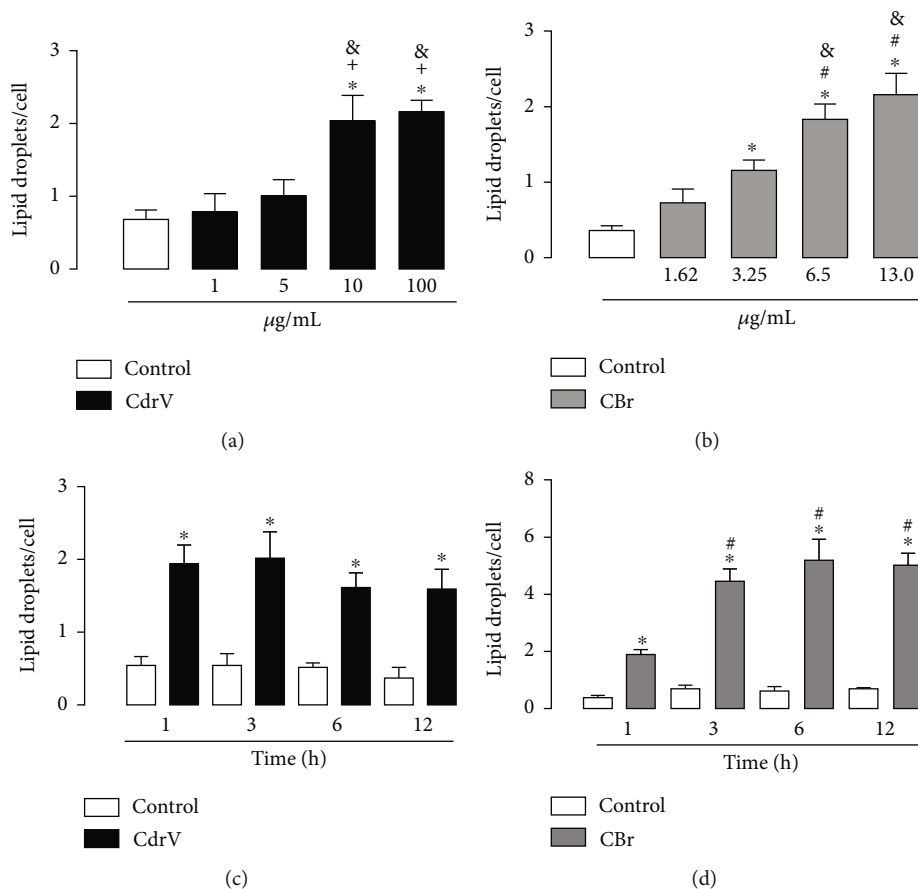 3
2
1
0
Lipid droplets/cell
&
+
*
&
+
*
1 5 10 100
μg/mL
Control
CdrV
(a)
3
2
1
0
Lipid droplets/cell
*
&
#
*
&
#
*
1.62 3.25 6.5 13.0
μg/mL
Control
CBr
(b)
3
2
1
0
Lipid droplets/cell
* * * *
1 3 6 12
Time (h)
Control
CdrV
(c)
8
6
4
2
0
Lipid droplets/cell
*
#
*
#
*
#
*
1 3 6 12
Time (h)
Control
CBr
(d)